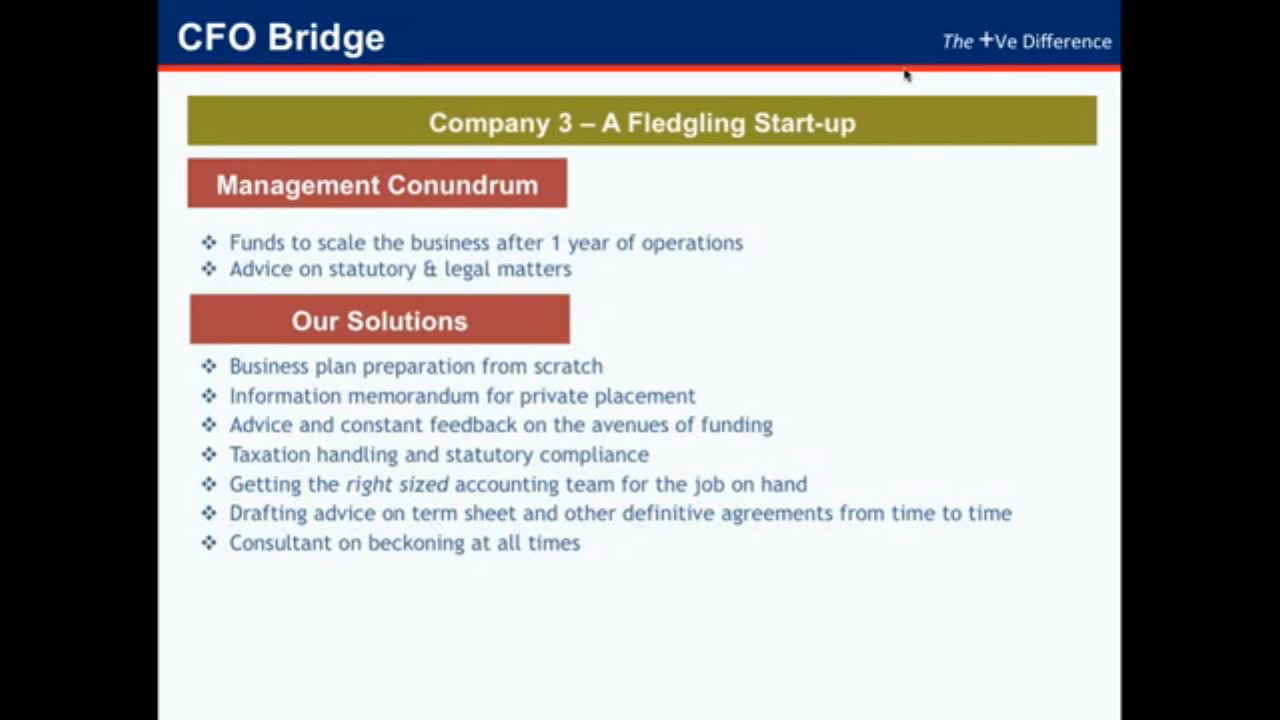 CFO Bridge
The +Ve Difference
Company 3 – A Fledgling Start-up
Management Conundrum
Funds to scale the business after 1 year of operations
Advice on statutory & legal matters
Our Solutions
Business plan preparation from scratch
Information memorandum for private placement
Advice and constant feedback on the avenues of funding
Taxation handling and statutory compliance
Getting the right sized accounting team for the job on hand
Drafting advice on term sheet and other definitive agreements from time to time
Consultant on beckoning at all times